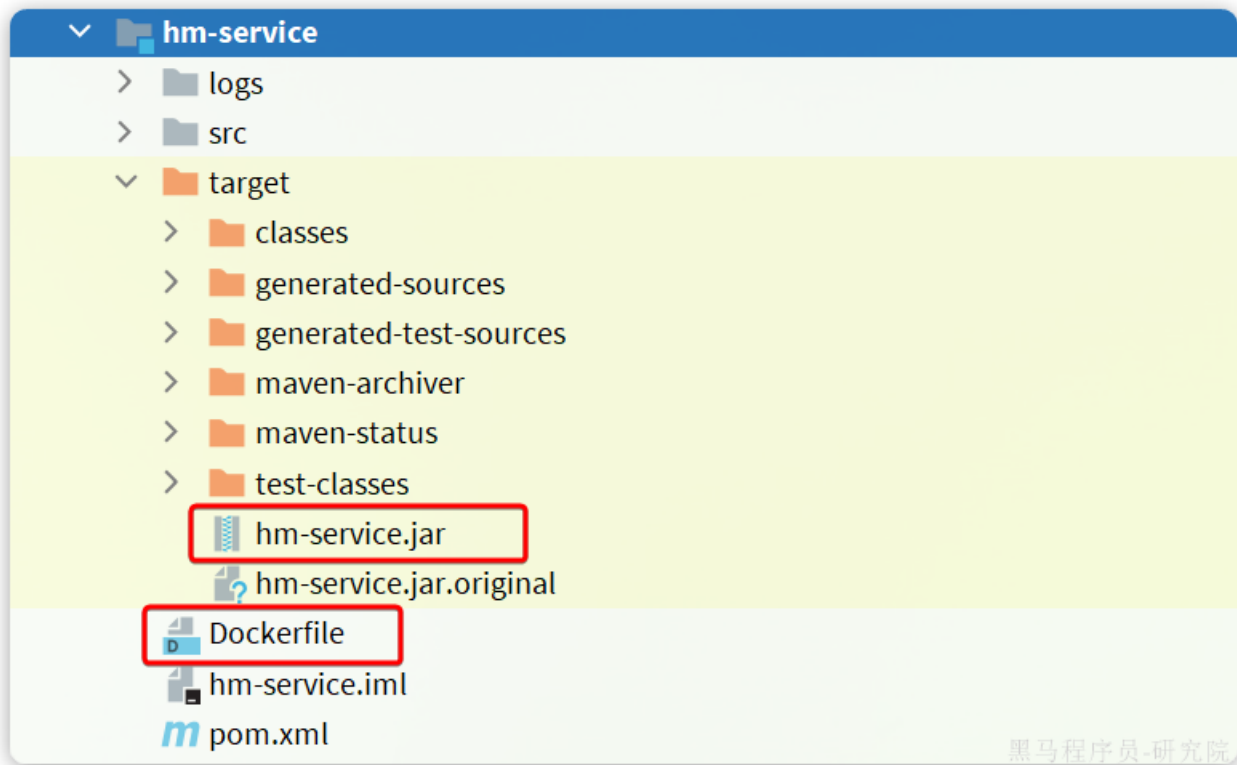 hm-service
logs
src
target
classes
generated-sources
generated-test-sources
maven-archiver
maven-status
test-classes
hm-service.jar
hm-service.jar.original
Dockerfile
hm-service.iml
pom.xml
黑马程序员-研究院